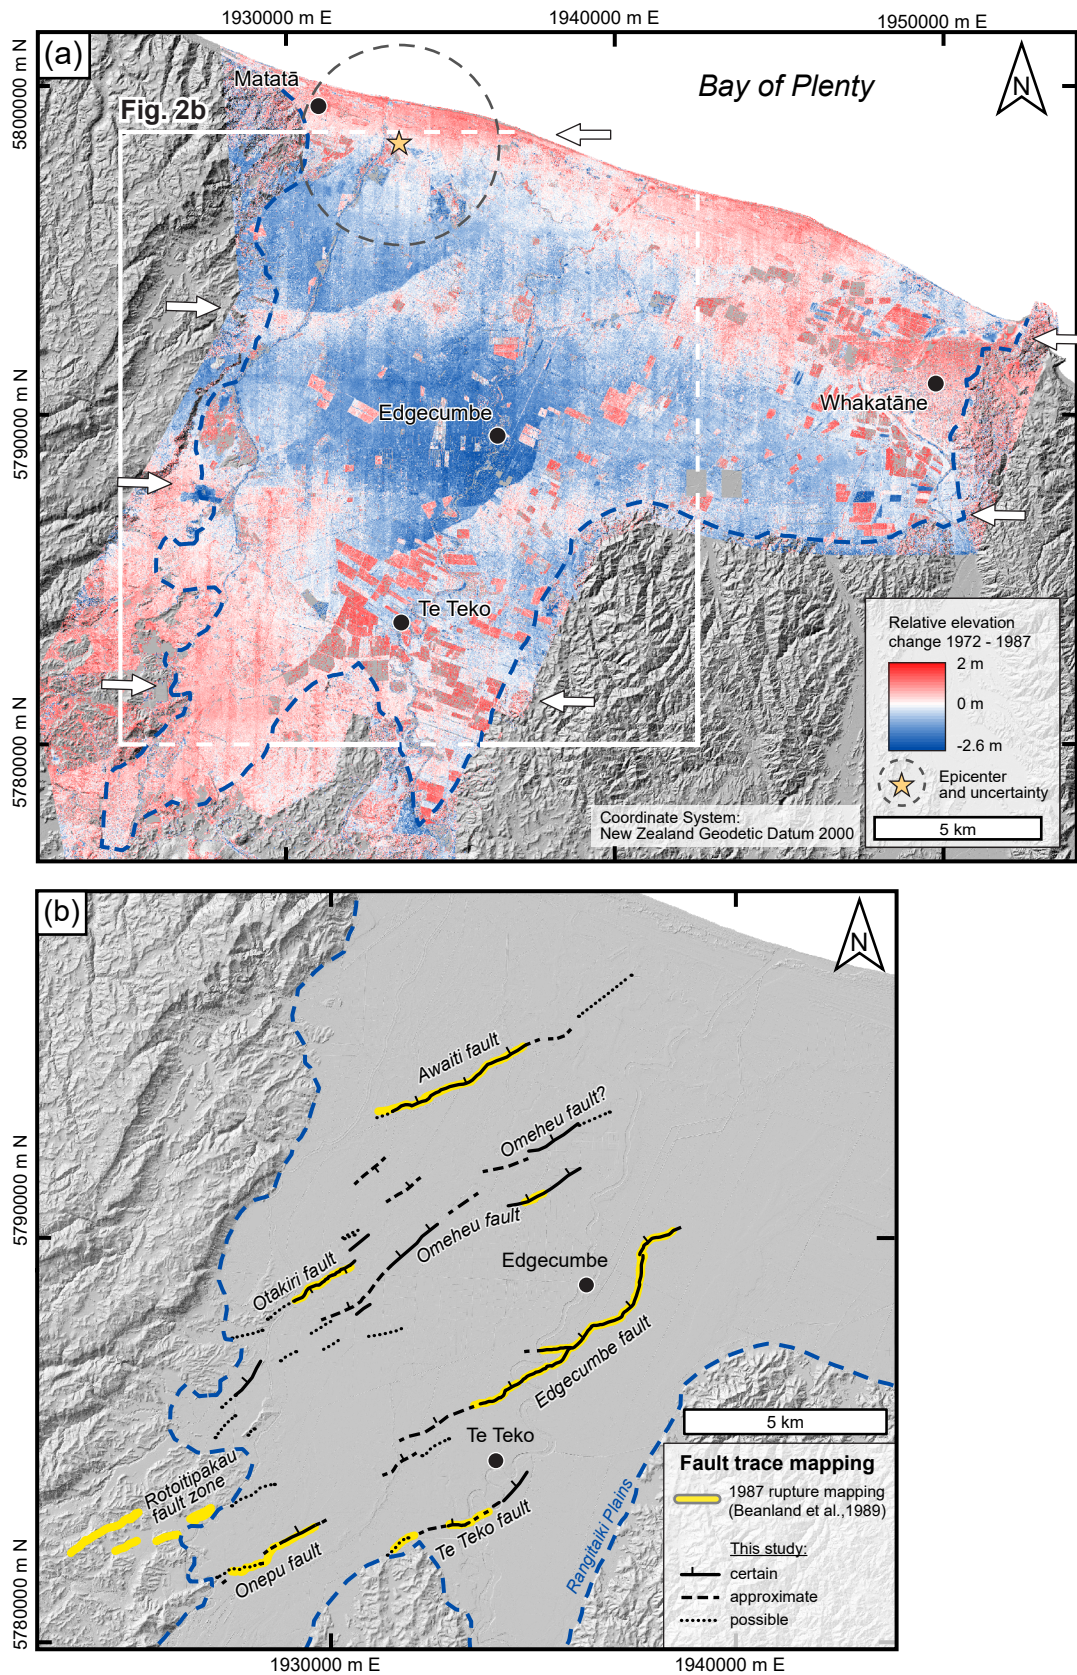 1930000 m E
1940000 m E
1950000 m E
(a)
N
Bay of Plenty
Matatā
Fig. 2b
5800000 m N
5790000 m N
5780000 m N
Edgecumbe
Whakatāne
Te Teko
Relative elevation
change 1972 - 1987
2 m
0 m
-2.6 m
Epicenter
and uncertainty
5 km
Coordinate System:
New Zealand Geodetic Datum 2000
(b)
N
Awaiti fault
Omeheu fault?
Omeheu fault
Otakiri fault
Edgecumbe
Edgecumbe fault
5790000 m N
5780000 m N
5 km
Te Teko
Rotoitipakau
fault zone
Te Teko fault
Onepu fault
Rangitaiki Plains
Fault trace mapping
1987 rupture mapping
(Beanland et al.,1989)
This study:
certain
approximate
possible
1930000 m E
1940000 m E